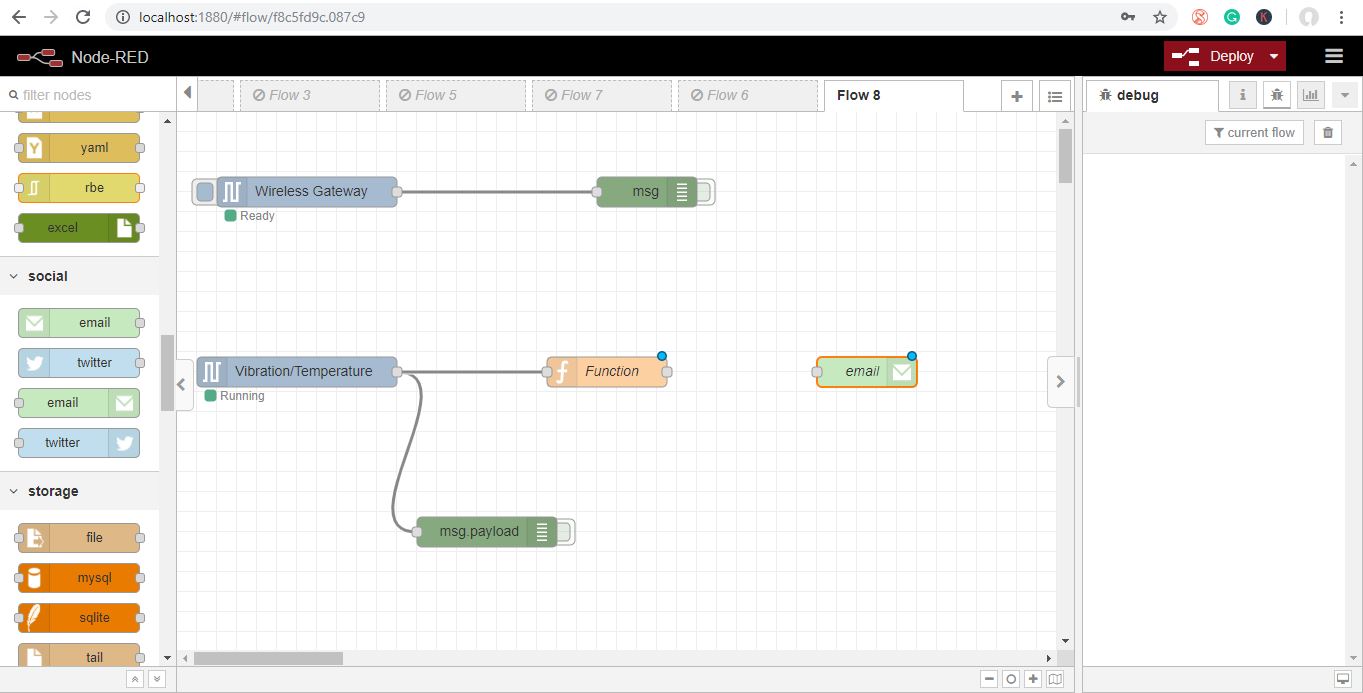 localhost:1880/#flow/f8c5fd9c.087c9
Node-RED
Deploy
filter nodes
Flow 3
Flow 5
Flow 7
Flow 6
Flow 8
debug
i
current flow
yaml
rbe
excel
social
email
twitter
email
twitter
storage
file
mysql
sqlite
tail
Wireless Gateway
Ready
msg
Vibration/Temperature
Running
Function
email
msg.payload